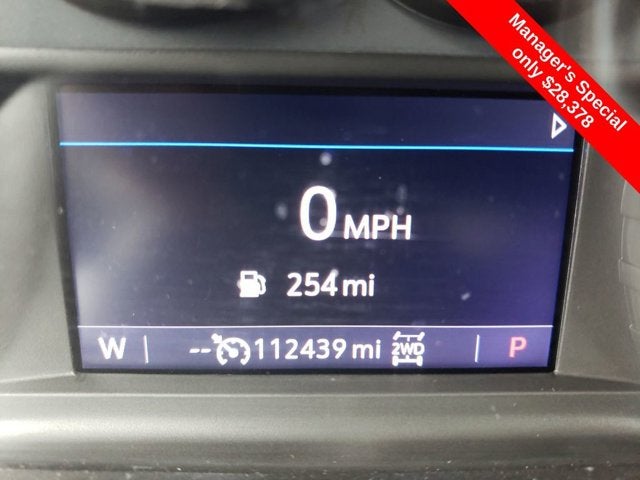 Manager's Special
only $28,378
0 MPH
254 mi
W -- 112439 mi 2WD P